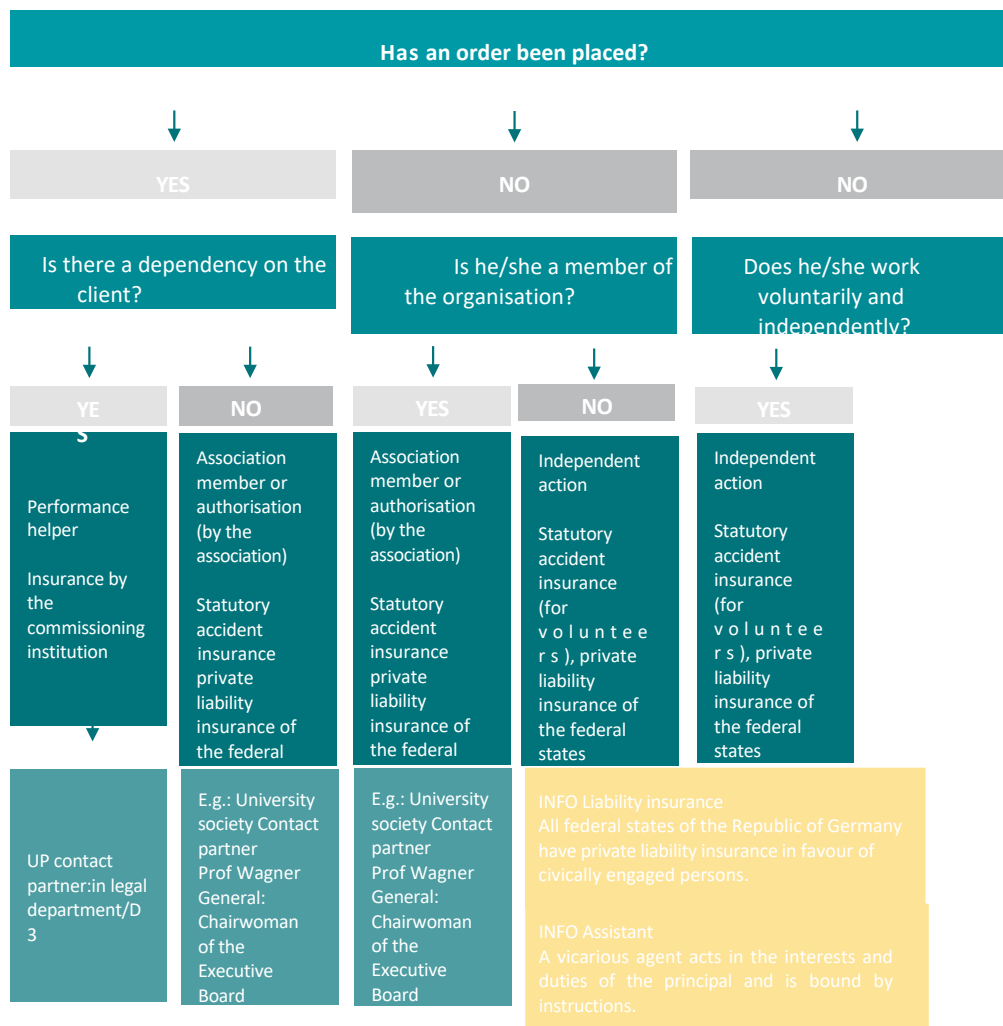 Has an order been placed?
YES
NO
NO
Is there a dependency on the
client?
Is he/she a member of
the organisation?
Does he/she work
voluntarily and
independently?
YE
S
NO
YES
NO
YES
Performance
helper
Insurance by
the
commissioning
institution
Association
member or
authorisation
(by the
association)
Statutory
accident
insurance
private
liability
insurance of
the federal
Association
member or
authorisation
(by the
association)
Statutory
accident
insurance
private
liability
insurance of
the federal
Independent
action
Statutory
accident
insurance
(for
v o l u n t e e
r s ), private
liability
insurance of
the federal
states
Independent
action
Statutory
accident
insurance
(for
v o l u n t e e
r s ), private
liability
insurance of
the federal
states
UP contact
partner:in legal
department/D
3
E.g.: University
society Contact
partner
Prof Wagner
General:
Chairwoman
of the
Executive
Board
E.g.: University
society Contact
partner
Prof Wagner
General:
Chairwoman
of the
Executive
Board
INFO Liability insurance
All federal states of the Republic of Germany
have private liability insurance in favour of
civically engaged persons.
INFO Assistant
A vicarious agent acts in the interests and
duties of the principal and is bound by
instructions.